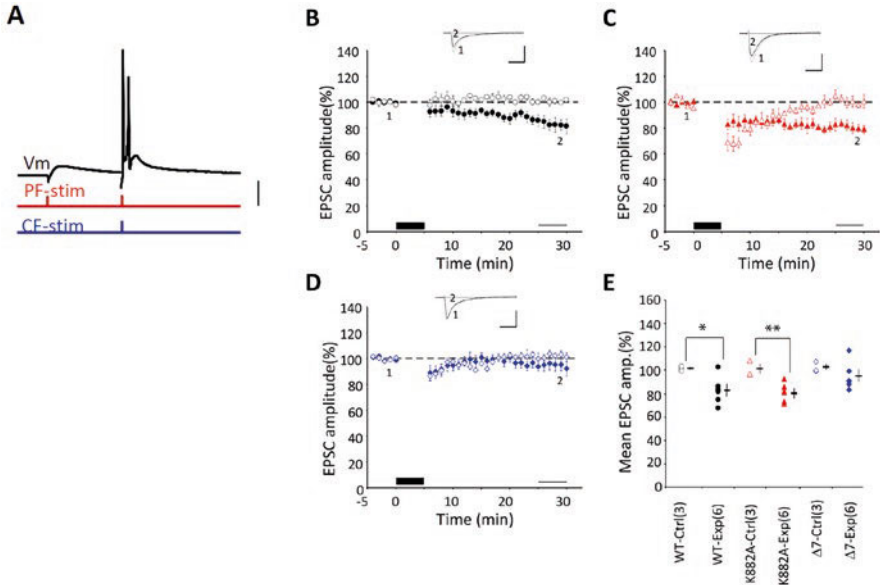 A
Vm
PF-stim
CF-stim
B
EPSC amplitude(%)
140
120
100
80
60
40
20
0
-5 0 10 20 30
Time (min)
1
2
2
1
C
EPSC amplitude(%)
140
120
100
80
60
40
20
0
-5 0 10 20 30
Time (min)
1
2
2
1
D
EPSC amplitude(%)
140
120
100
80
60
40
20
0
-5 0 10 20 30
Time (min)
1
2
2
1
E
Mean EPSC amp.(%)
160
140
120
100
80
60
40
20
0
*
**
WT-Ctrl(3)
WT-Exp(6)
K882A-Ctrl(3)
K882A-Exp(6)
Δ7-Ctrl(3)
Δ7-Exp(6)